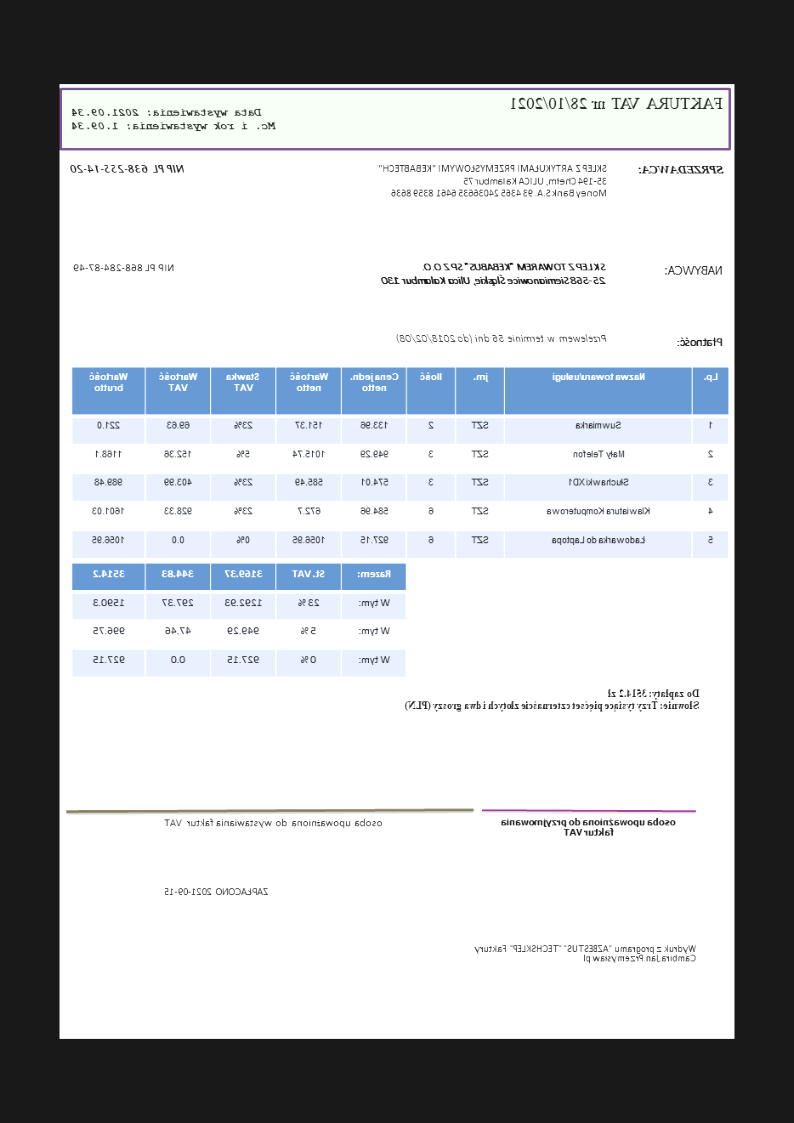 FAKTURA VAT nr 28/10/2021
Data wystawienia: 2021.09.34
Mc. i rok wystawienia: 1.09.34
SPRZEDAWCA: SKLEP Z ARTYKUŁAMI PRZEMYSŁOWYMI "KEBABTECH" NIP PL 638-255-14-20
35-194 Chełm, ULICA Kalambur 75
Money Bank S.A. 93 4365 24036635 6461 8359 8636
NABYWCA: SKLEP Z TOWAREM "KEBABUS" SP Z O.O. NIP PL 868-284-87-49
25-568 Siemianowice Śląskie, Ulica Kalambur 130
Płatność: Przelewem w terminie 56 dni (do 2018/02/08)
Lp. Nazwa towaru/usługi jm. Ilość Cena jedn. netto Wartość netto Stawka VAT Wartość VAT Wartość brutto
1 Suwmiarka SZT 2 133.96 151.37 23% 69.63 221.0
2 Mały Telefon SZT 3 949.29 1015.74 5% 152.36 1168.1
3 Słuchawki XD1 SZT 3 574.01 585.49 23% 403.99 989.48
4 Klawiatura Komputerowa SZT 6 584.96 672.7 23% 928.33 1601.03
5 Ładowarka do Laptopa SZT 6 927.15 1056.95 0% 0.0 1056.95
Razem: St. VAT 3169.37 344.83 3514.2
W tym: 23 % 1292.93 297.37 1590.3
W tym: 5 % 949.29 47.46 996.75
W tym: 0 % 927.15 0.0 927.15
Do zapłaty: 3514.2 zł
Słownie: Trzy tysiące pięćset czternaście złotych i dwa groszy (PLN)
osoba upoważniona do przyjmowania faktur VAT
osoba upoważniona do wystawiania faktur VAT
ZAPŁACONO 2021-09-15
Wydruk z programu "AZBESTUS" "TECHSKLEP" Faktury
Cambira.Jan.Przemysław.pl